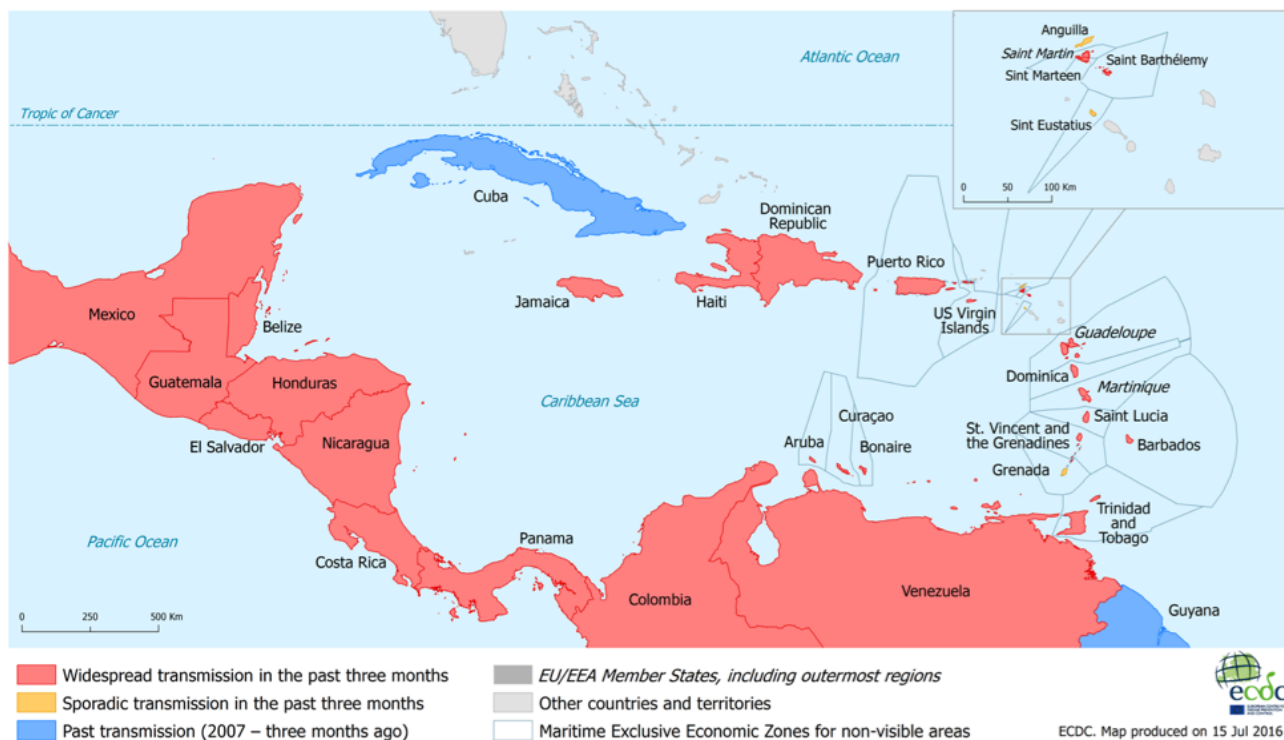 Anguilla
Atlantic Ocean
Saint Martin
Saint Barthélemy
Sint Marteen
Tropic of Cancer
Sint Eustatius
0 50 100 Km
Cuba
Dominican
Republic
Puerto Rico
Jamaica
Haiti
US Virgin
Islands
Mexico
Belize
Guadeloupe
Guatemala
Honduras
Dominica
Martinique
Caribbean Sea
Curaçao
Saint Lucia
El Salvador
Nicaragua
Aruba
Bonaire
St. Vincent and
the Grenadines
Barbados
Grenada
Trinidad
and
Tobago
Pacific Ocean
Costa Rica
Panama
Colombia
Venezuela
Guyana
0 250 500 Km
Widespread transmission in the past three months
Sporadic transmission in the past three months
Past transmission (2007 – three months ago)
EU/EEA Member States, including outermost regions
Other countries and territories
Maritime Exclusive Economic Zones for non-visible areas
ecdc
ECDC. Map produced on 15 Jul 2016